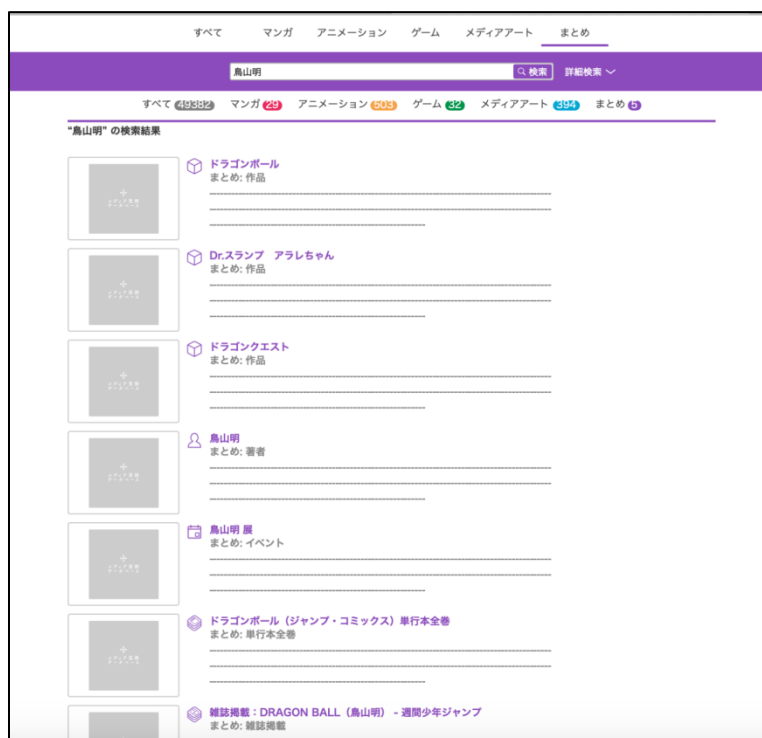 すべて マンガ アニメーション ゲーム メディアアート まとめ
鳥山明 検索 詳細検索
すべて 49382 マンガ 29 アニメーション 503 ゲーム 32 メディアアート 394 まとめ 5
“鳥山明” の検索結果
ドラゴンボール
まとめ: 作品
Dr.スランプ アラレちゃん
まとめ: 作品
ドラゴンクエスト
まとめ: 作品
鳥山明
まとめ: 著者
鳥山明 展
まとめ: イベント
ドラゴンボール（ジャンプ・コミックス）単行本全巻
まとめ: 単行本全巻
雑誌掲載：DRAGON BALL（鳥山明） - 週間少年ジャンプ
まとめ: 雑誌掲載